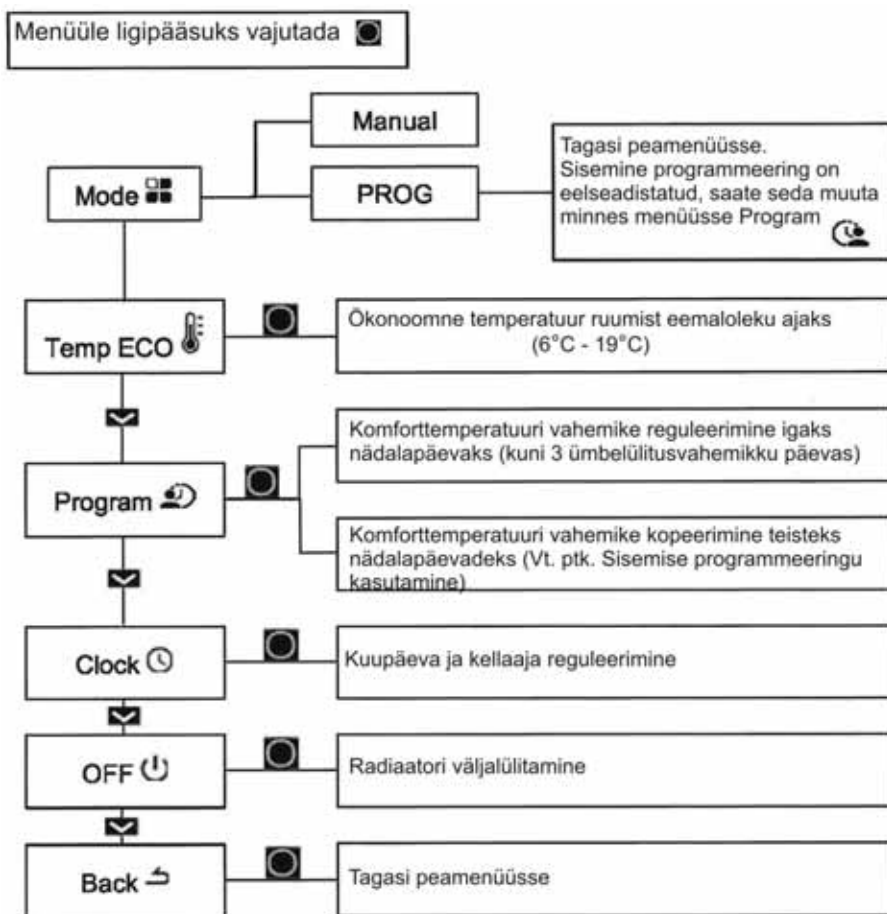 Menüüle ligipääsuks vajutada
Manual
Mode
PROG
Tagasi peamenüüsse.
Sisemine programmeering on
eelseadistatud, saate seda muuta
minnes menüüsse Program
Temp ECO
Ökonoomne temperatuur ruumist eemaloleku ajaks
(6°C - 19°C)
Program
Komforttemperatuuri vahemike reguleerimine igaks
nädalapäevaks (kuni 3 ümbelülitusvahemikku päevas)
Komforttemperatuuri vahemike kopeerimine teisteks
nädalapäevadeks (Vt. ptk. Sisemise programmeeringu
kasutamine)
Clock
Kuupäeva ja kellaaja reguleerimine
OFF
Radiaatori väljalülitamine
Back
Tagasi peamenüüsse